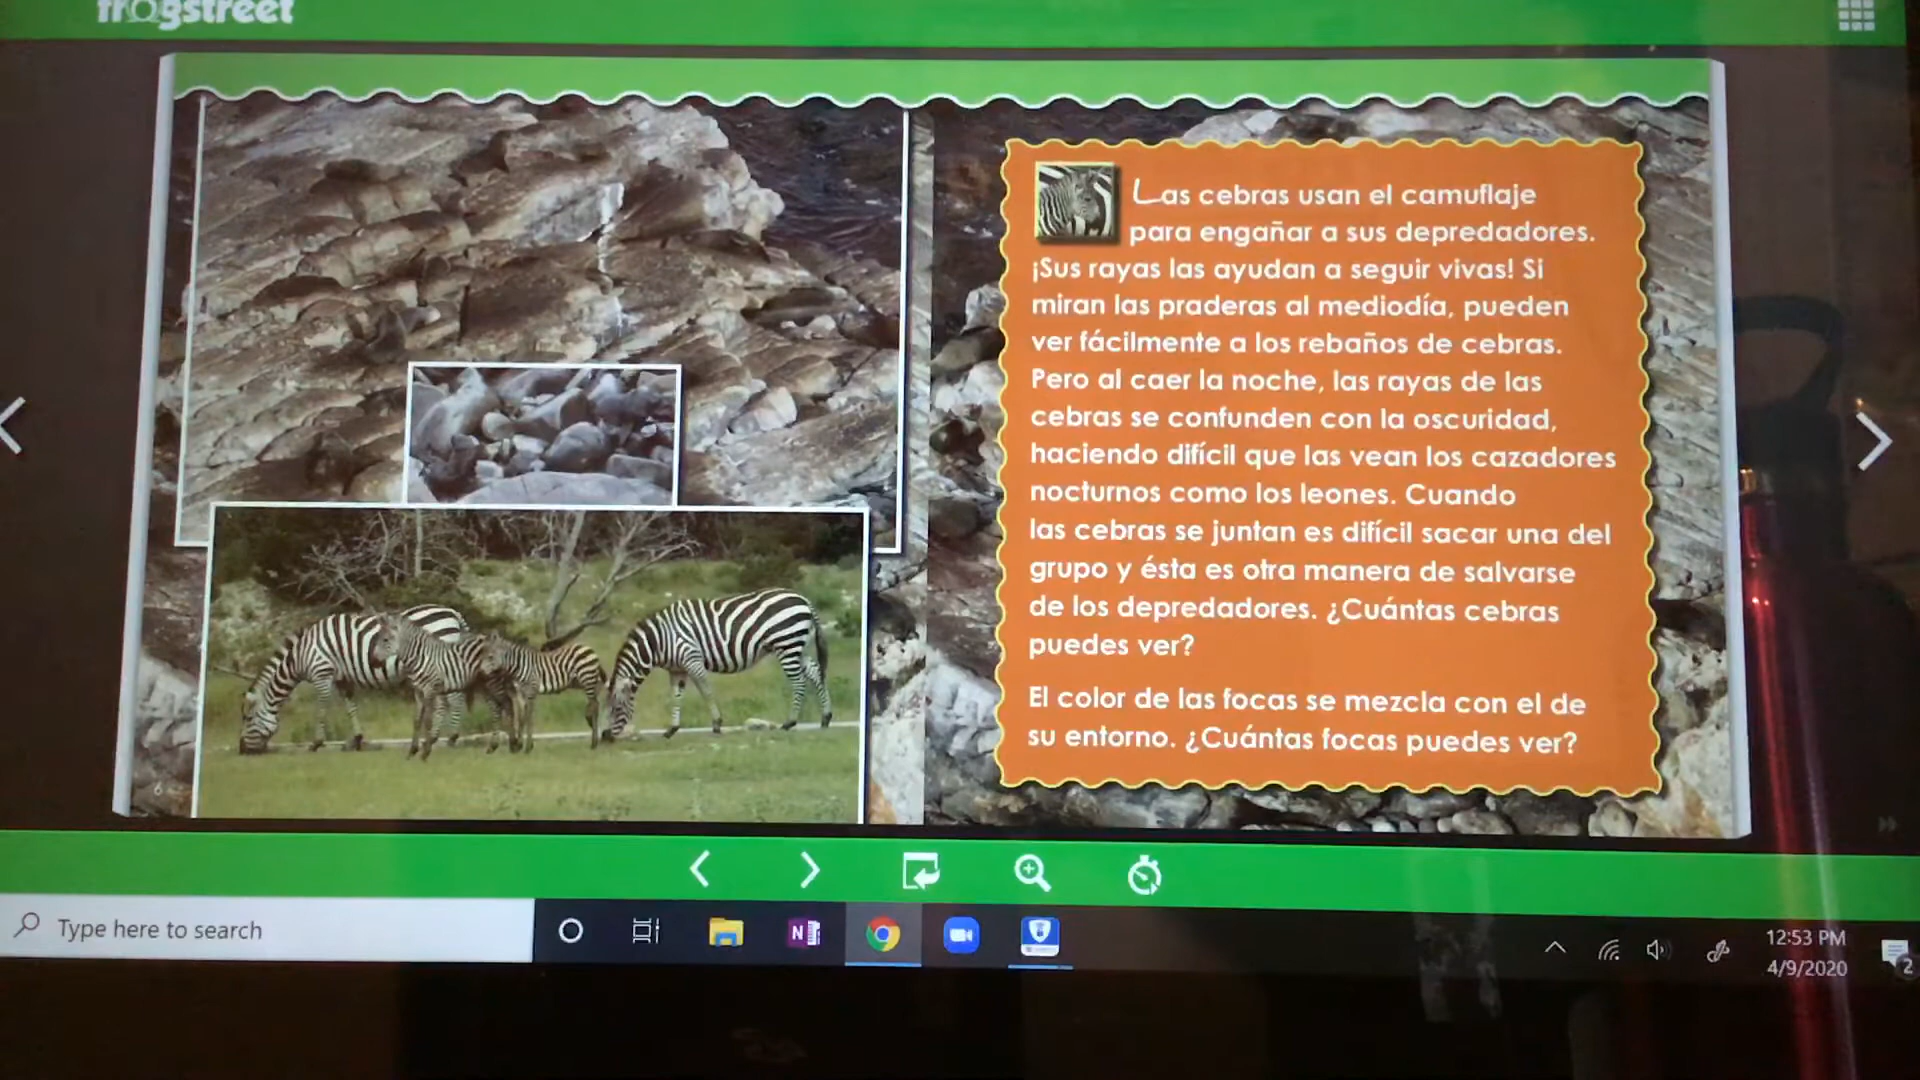 frogstreet
Las cebras usan el camuflaje
para engañar a sus depredadores.
¡Sus rayas las ayudan a seguir vivas! Si
miran las praderas al mediodía, pueden
ver fácilmente a los rebaños de cebras.
Pero al caer la noche, las rayas de las
cebras se confunden con la oscuridad,
haciendo difícil que las vean los cazadores
nocturnos como los leones. Cuando
las cebras se juntan es difícil sacar una del
grupo y ésta es otra manera de salvarse
de los depredadores. ¿Cuántas cebras
puedes ver?
El color de las focas se mezcla con el de
su entorno. ¿Cuántas focas puedes ver?
6
Type here to search
N
12:53 PM
4/9/2020
2